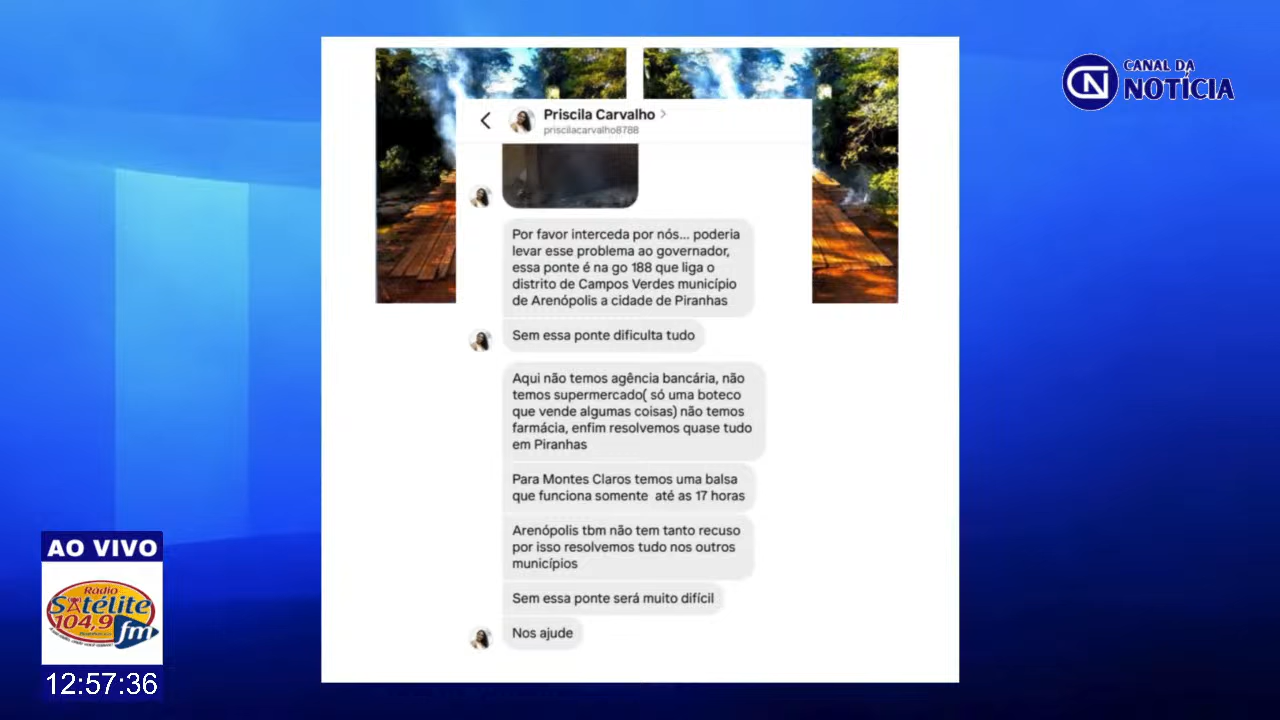 CN
CANAL DA
NOTÍCIA
Priscila Carvalho
priscilacarvalho8788
Por favor interceda por nós... poderia
levar esse problema ao governador,
essa ponte é na go 188 que liga o
distrito de Campos Verdes município
de Arenópolis a cidade de Piranhas
Sem essa ponte dificulta tudo
Aqui não temos agência bancária, não
temos supermercado( só uma boteco
que vende algumas coisas) não temos
farmácia, enfim resolvemos quase tudo
em Piranhas
Para Montes Claros temos uma balsa
que funciona somente  até as 17 horas
Arenópolis tbm não tem tanto recuso
por isso resolvemos tudo nos outros
municípios
Sem essa ponte será muito difícil
Nos ajude
AO VIVO
Rádio
Satélite
104,9
fm
12:57:36